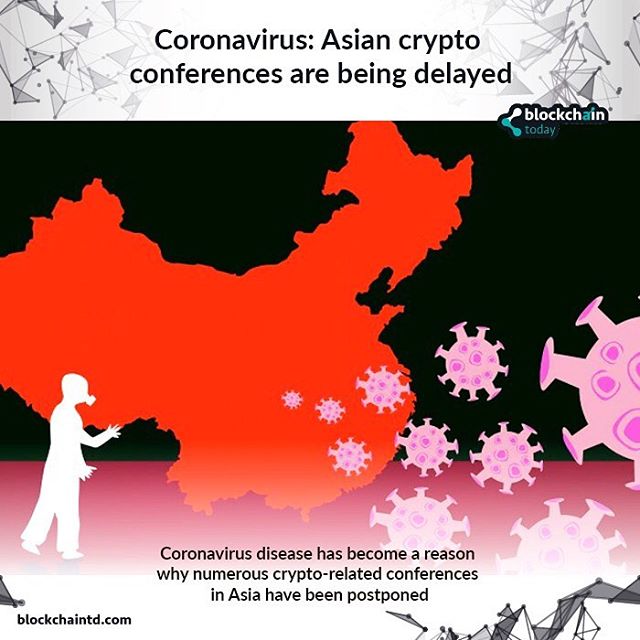 Coronavirus: Asian crypto
conferences are being delayed
blockchain
today
Coronavirus disease has become a reason
why numerous crypto-related conferences
in Asia have been postponed
blockchaintd.com